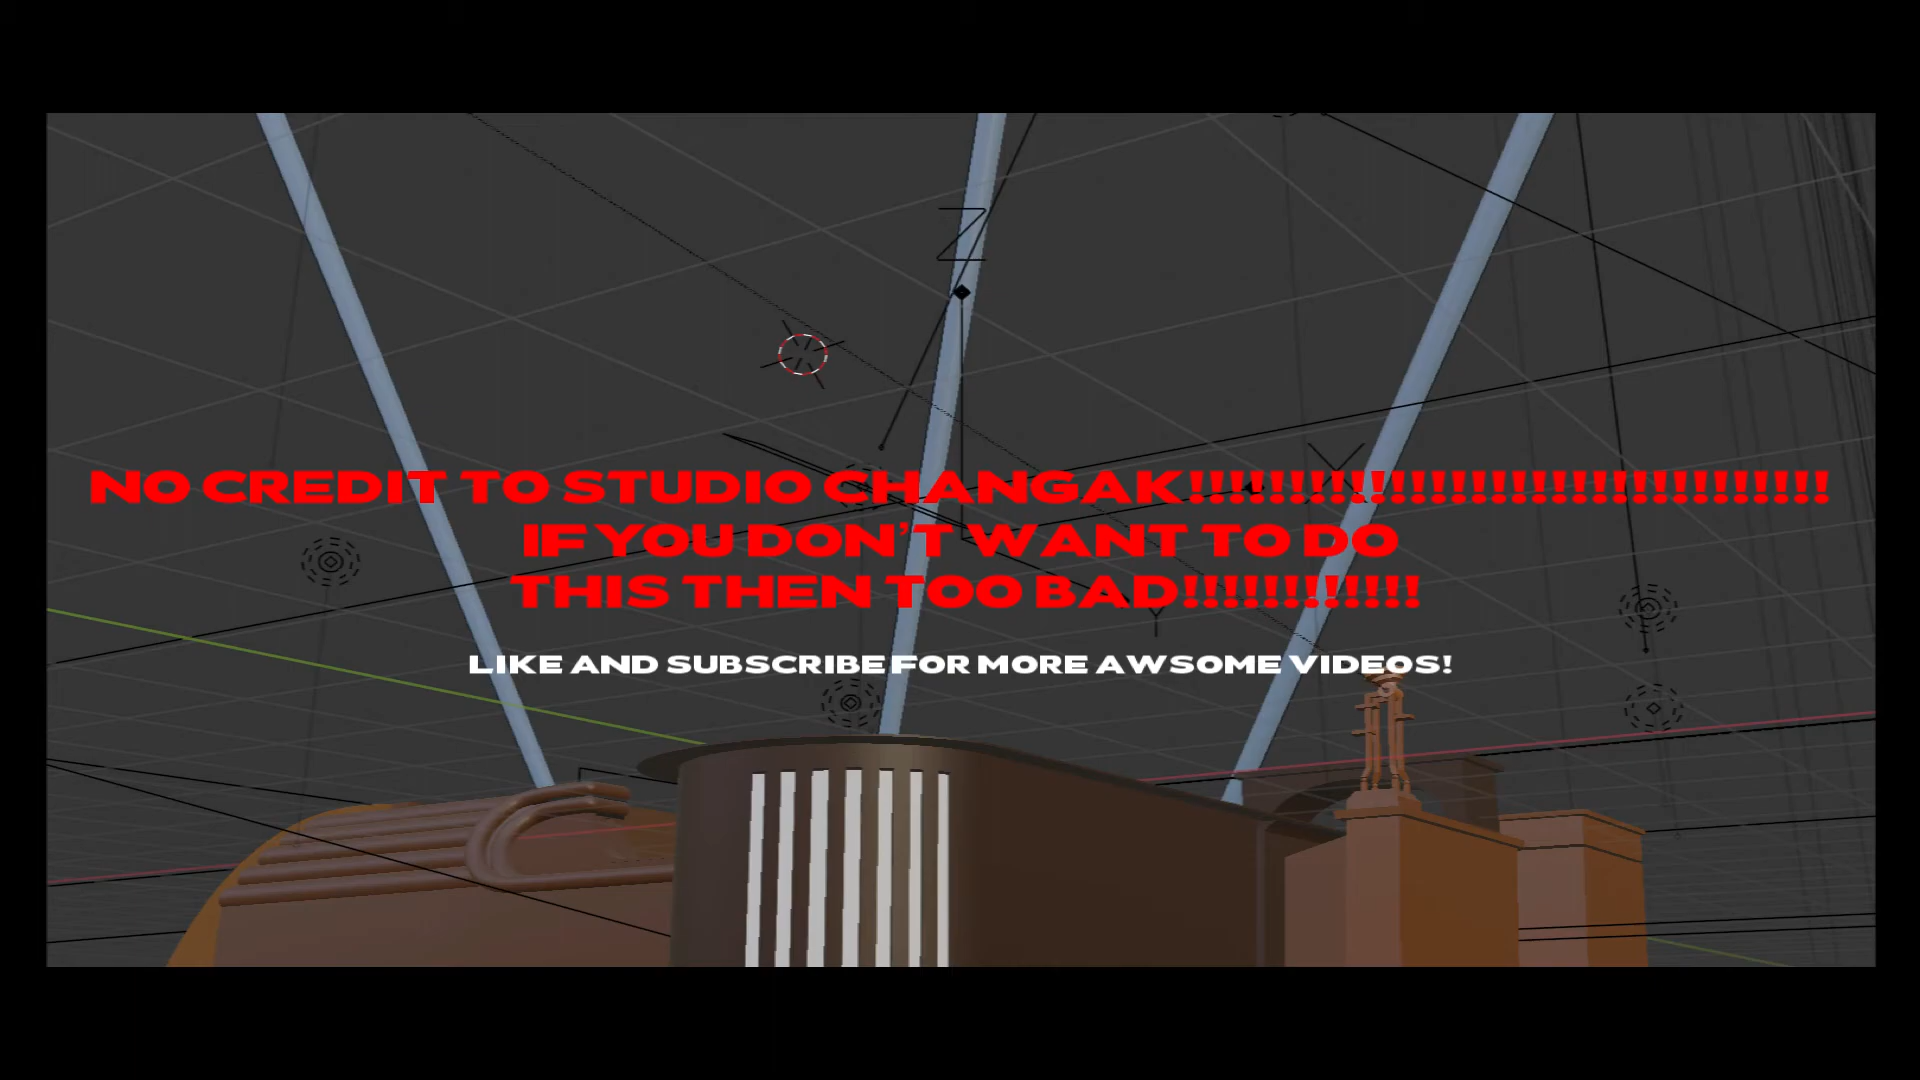 Z
NO CREDIT TO STUDIO CHANGAK!!!!!!!!!!!!!!!!!!!!!!!!!!!!!!!!
IF YOU DON'T WANT TO DO
THIS THEN TOO BAD!!!!!!!!!!!!
Y
LIKE AND SUBSCRIBE FOR MORE AWSOME VIDEOS!